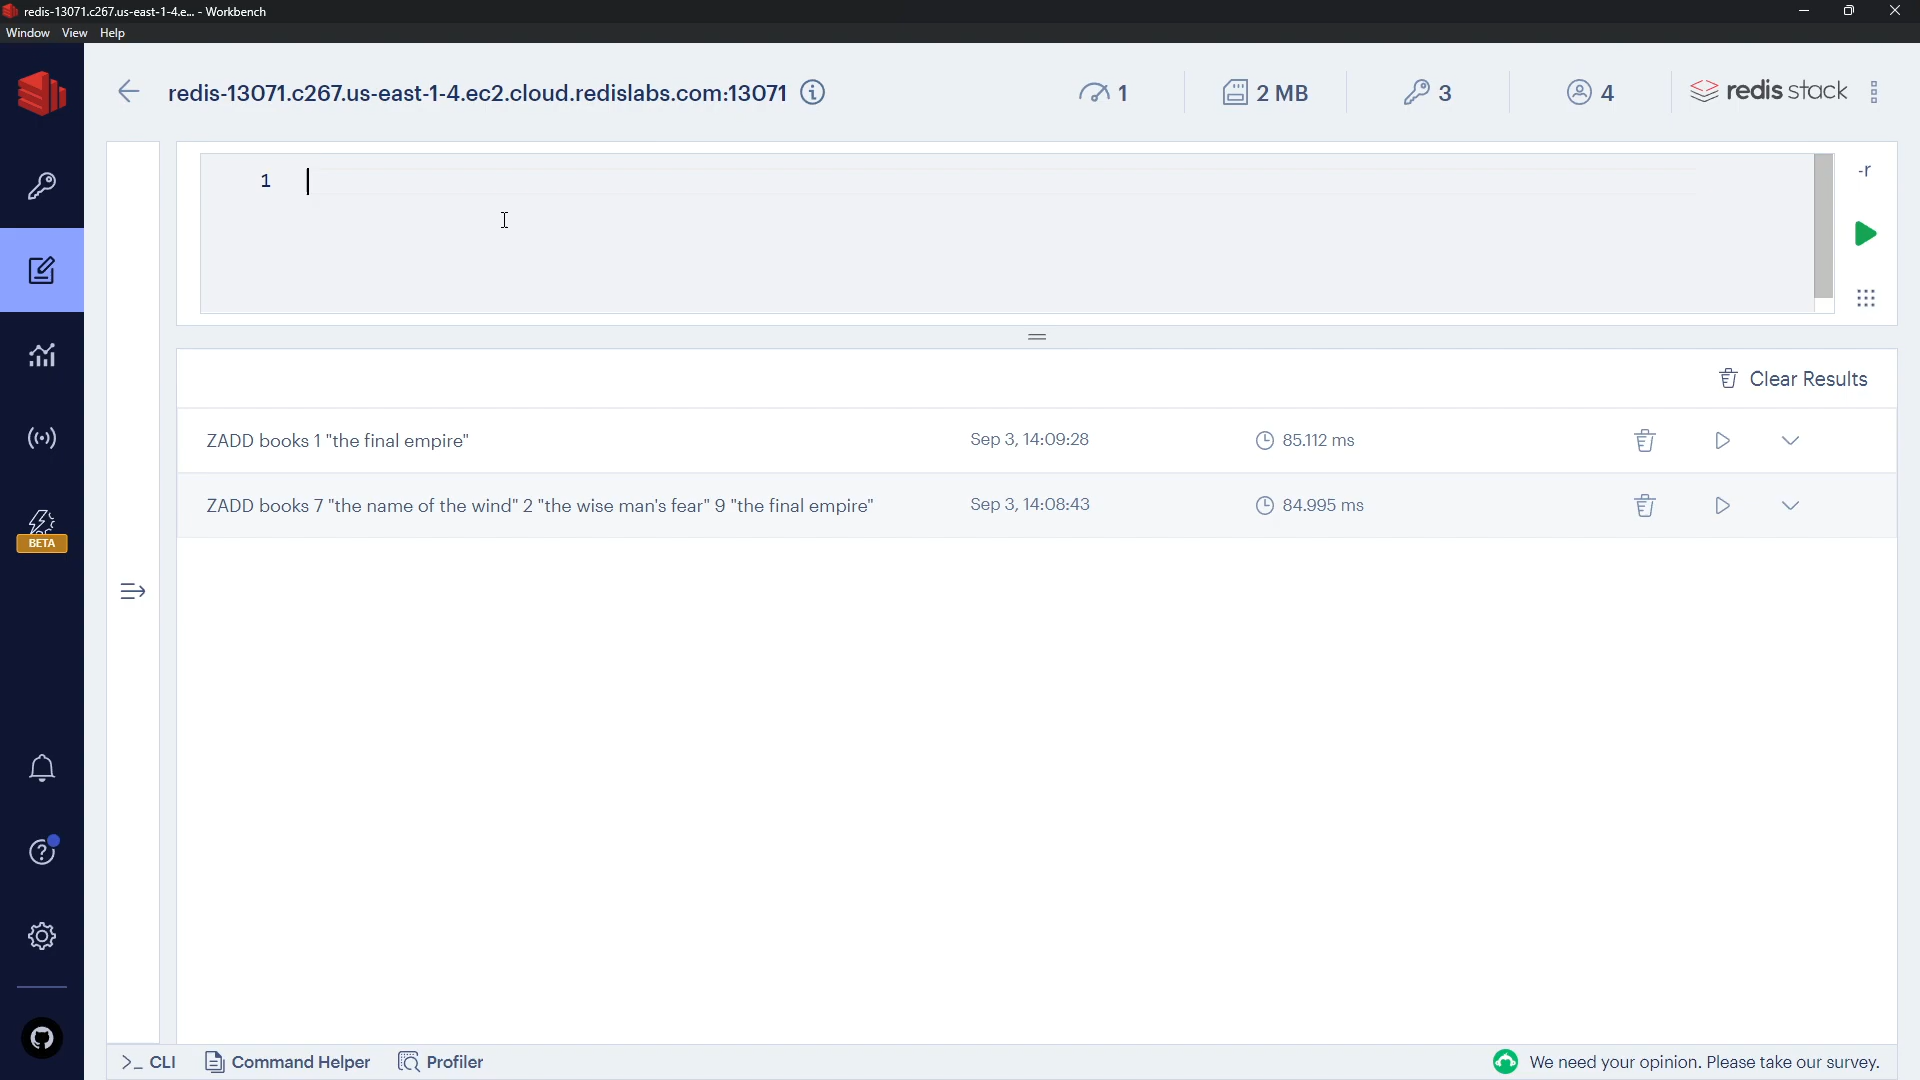 redis-13071.c267.us-east-1-4.e... - Workbench
Window View Help
redis-13071.c267.us-east-1-4.ec2.cloud.redislabs.com:13071
1
2 MB
3
4
redis stack
1
-r
Clear Results
ZADD books 1 "the final empire" Sep 3, 14:09:28 85.112 ms
ZADD books 7 "the name of the wind" 2 "the wise man's fear" 9 "the final empire" Sep 3, 14:08:43 84.995 ms
BETA
>_ CLI Command Helper Profiler We need your opinion. Please take our survey.